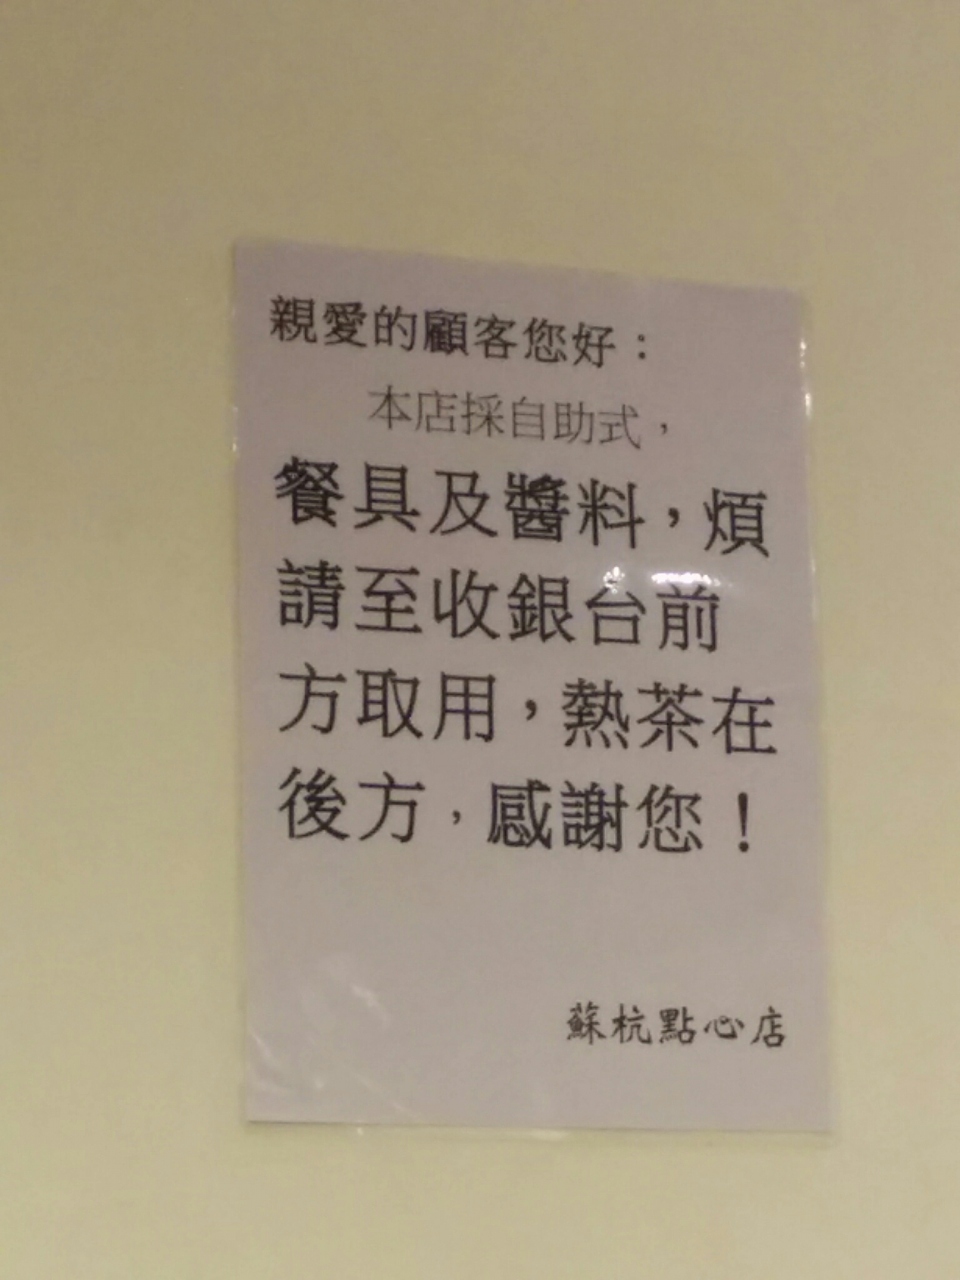 親愛的顧客您好：
本店採自助式，
餐具及醬料，煩
請至收銀台前
方取用，熱茶在
後方，感謝您！
蘇杭點心店